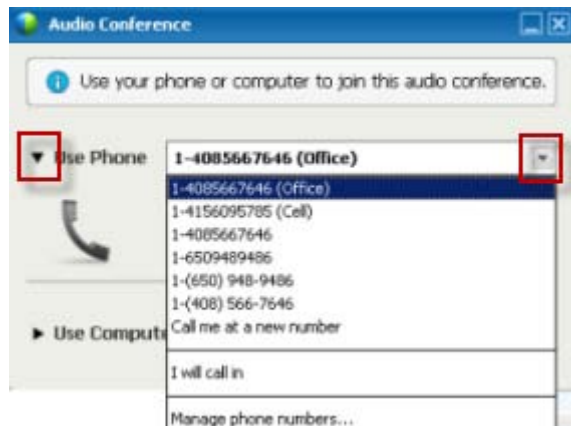 Audio Conference
Use your phone or computer to join this audio conference.
Use Phone 1-4085667646 (Office)
1-4085667646 (Office)
1-4156095785 (Cell)
1-4085667646
1-6509489486
1-(650) 948-9486
1-(408) 566-7646
Call me at a new number
Use Compute
I will call in
Manage phone numbers...